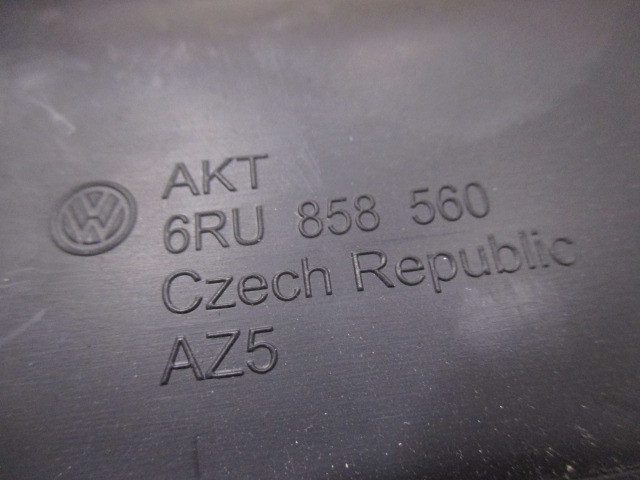 AKT
6RU 858 560
Czech Republic
AZ5